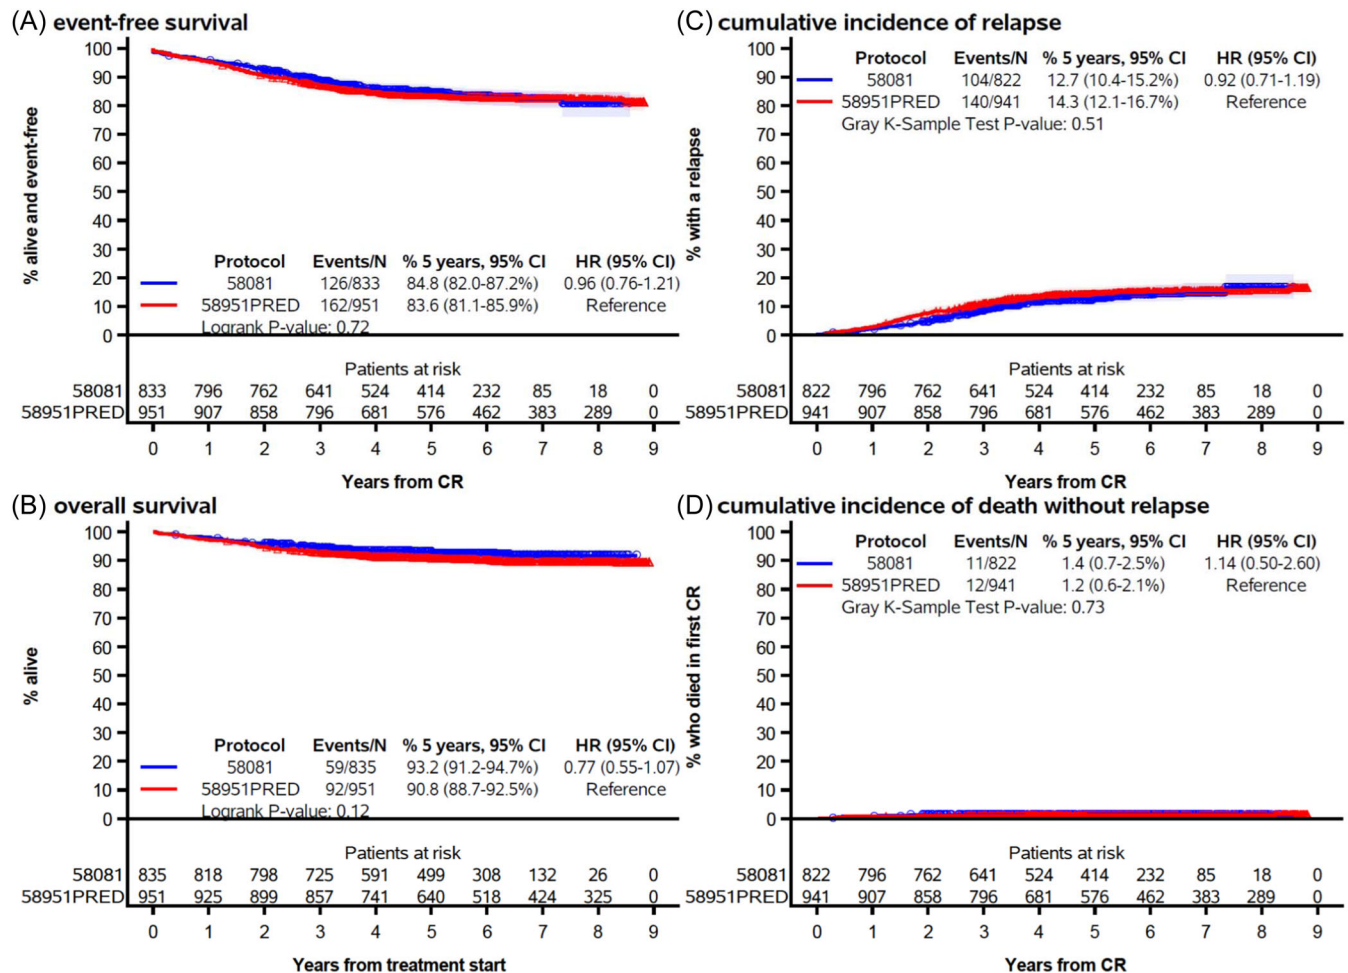 (A) event-free survival
% alive and event-free
100
90
80
70
60
50
40
30
20
10
0
Protocol Events/N % 5 years, 95% CI HR (95% CI)
58081 126/833 84.8 (82.0-87.2%) 0.96 (0.76-1.21)
58951PRED 162/951 83.6 (81.1-85.9%) Reference
Logrank P-value: 0.72
Patients at risk
58081 833 796 762 641 524 414 232 85 18 0
58951PRED 951 907 858 796 681 576 462 383 289 0
0 1 2 3 4 5 6 7 8 9
Years from CR
(B) overall survival
% alive
100
90
80
70
60
50
40
30
20
10
0
Protocol Events/N % 5 years, 95% CI HR (95% CI)
58081 59/835 93.2 (91.2-94.7%) 0.77 (0.55-1.07)
58951PRED 92/951 90.8 (88.7-92.5%) Reference
Logrank P-value: 0.12
Patients at risk
58081 835 818 798 725 591 499 308 132 26 0
58951PRED 951 925 899 857 741 640 518 424 325 0
0 1 2 3 4 5 6 7 8 9
Years from treatment start
(C) cumulative incidence of relapse
% with a relapse
100
90
80
70
60
50
40
30
20
10
0
Protocol Events/N % 5 years, 95% CI HR (95% CI)
58081 104/822 12.7 (10.4-15.2%) 0.92 (0.71-1.19)
58951PRED 140/941 14.3 (12.1-16.7%) Reference
Gray K-Sample Test P-value: 0.51
Patients at risk
58081 822 796 762 641 524 414 232 85 18 0
58951PRED 941 907 858 796 681 576 462 383 289 0
0 1 2 3 4 5 6 7 8 9
Years from CR
(D) cumulative incidence of death without relapse
% who died in first CR
100
90
80
70
60
50
40
30
20
10
0
Protocol Events/N % 5 years, 95% CI HR (95% CI)
58081 11/822 1.4 (0.7-2.5%) 1.14 (0.50-2.60)
58951PRED 12/941 1.2 (0.6-2.1%) Reference
Gray K-Sample Test P-value: 0.73
Patients at risk
58081 822 796 762 641 524 414 232 85 18 0
58951PRED 941 907 858 796 681 576 462 383 289 0
0 1 2 3 4 5 6 7 8 9
Years from CR